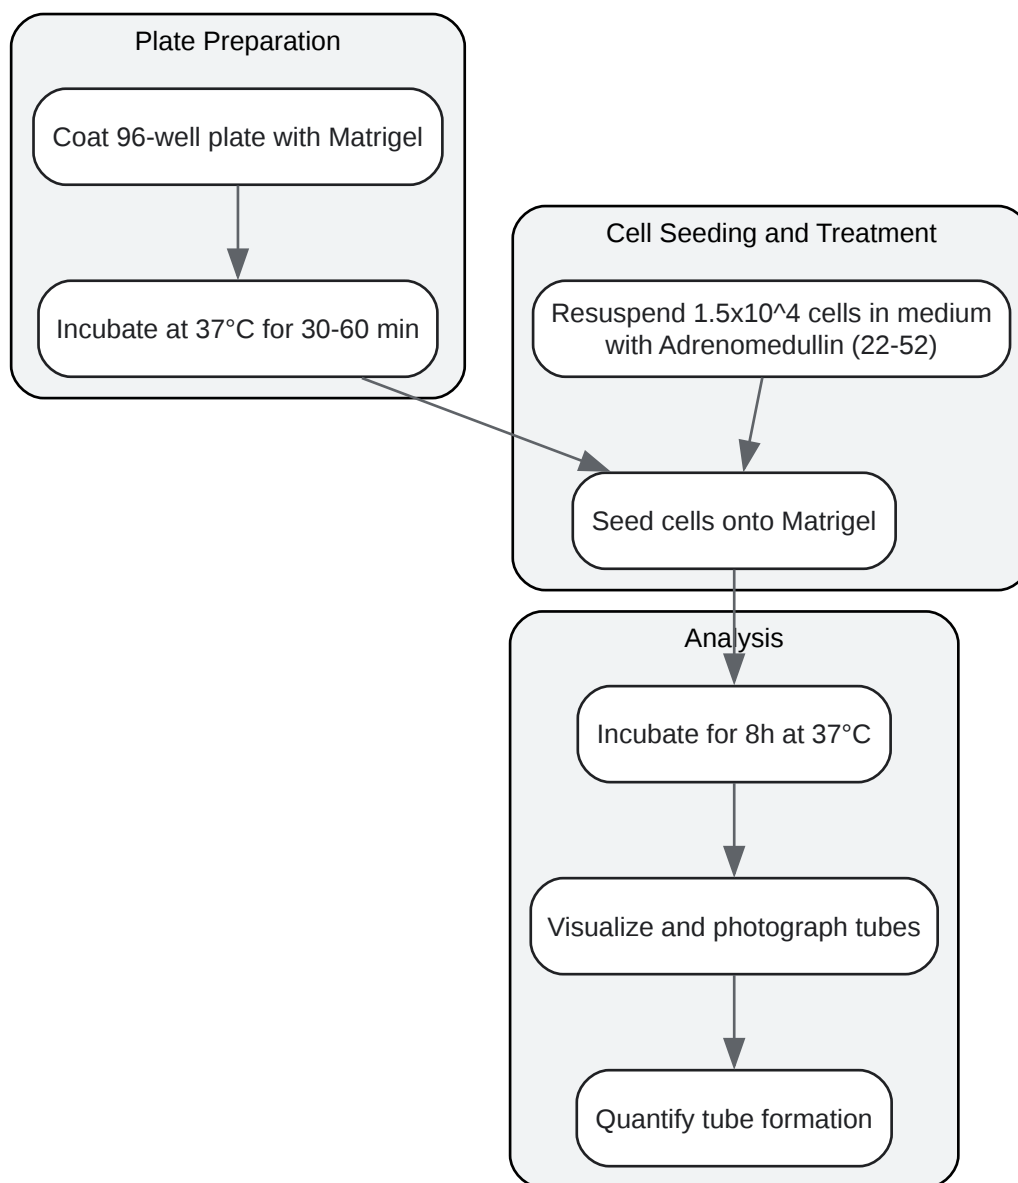 Plate Preparation
Coat 96-well plate with Matrigel
Incubate at 37°C for 30-60 min
Cell Seeding and Treatment
Resuspend 1.5x10^4 cells in medium
with Adrenomedullin (22-52)
Seed cells onto Matrigel
Analysis
Incubate for 8h at 37°C
Visualize and photograph tubes
Quantify tube formation